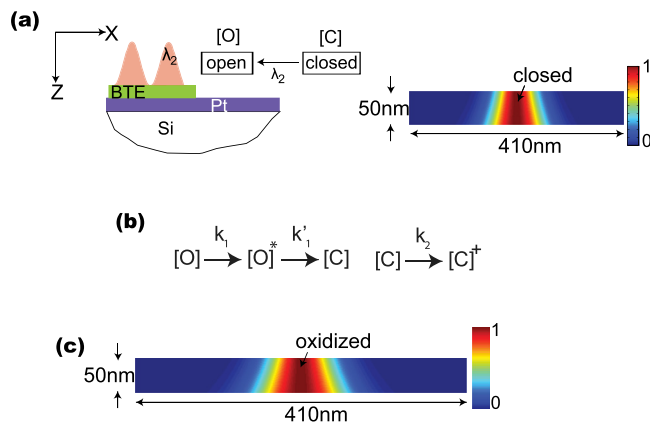 (a)
X
Z
λ2
BTE
Pt
Si
[O]
[C]
open
closed
λ2
closed
50nm
410nm
1
0
(b)
[O] k1 [O]* k'1 [C] [C] k2 [C]+
(c)
oxidized
50nm
410nm
1
0